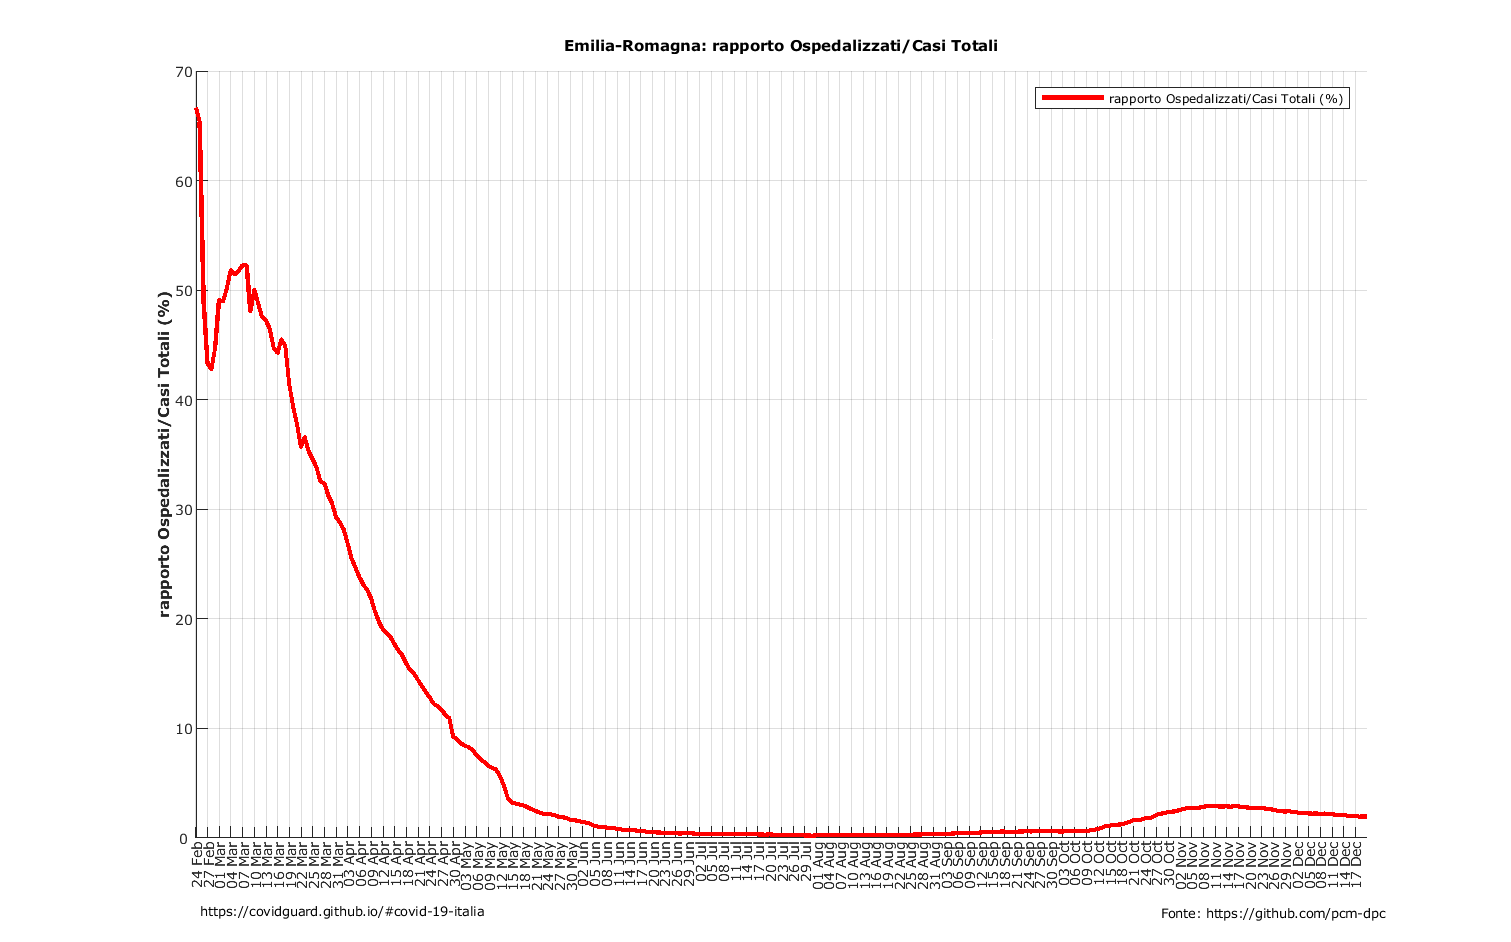 Emilia-Romagna: rapporto Ospedalizzati/Casi Totali
rapporto Ospedalizzati/Casi Totali (%)
rapporto Ospedalizzati/Casi Totali (%)
70
60
50
40
30
20
10
0
24 Feb
27 Feb
01 Mar
04 Mar
07 Mar
10 Mar
13 Mar
16 Mar
19 Mar
22 Mar
25 Mar
28 Mar
31 Mar
03 Apr
06 Apr
09 Apr
12 Apr
15 Apr
18 Apr
21 Apr
24 Apr
27 Apr
30 Apr
03 May
06 May
09 May
12 May
15 May
18 May
21 May
24 May
27 May
30 May
02 Jun
05 Jun
08 Jun
11 Jun
14 Jun
17 Jun
20 Jun
23 Jun
26 Jun
29 Jun
02 Jul
05 Jul
08 Jul
11 Jul
14 Jul
17 Jul
20 Jul
23 Jul
26 Jul
29 Jul
01 Aug
04 Aug
07 Aug
10 Aug
13 Aug
16 Aug
19 Aug
22 Aug
25 Aug
28 Aug
31 Aug
03 Sep
06 Sep
09 Sep
12 Sep
15 Sep
18 Sep
21 Sep
24 Sep
27 Sep
30 Sep
03 Oct
06 Oct
09 Oct
12 Oct
15 Oct
18 Oct
21 Oct
24 Oct
27 Oct
30 Oct
02 Nov
05 Nov
08 Nov
11 Nov
14 Nov
17 Nov
20 Nov
23 Nov
26 Nov
29 Nov
02 Dec
05 Dec
08 Dec
11 Dec
14 Dec
17 Dec
https://covidguard.github.io/#covid-19-italia
Fonte: https://github.com/pcm-dpc